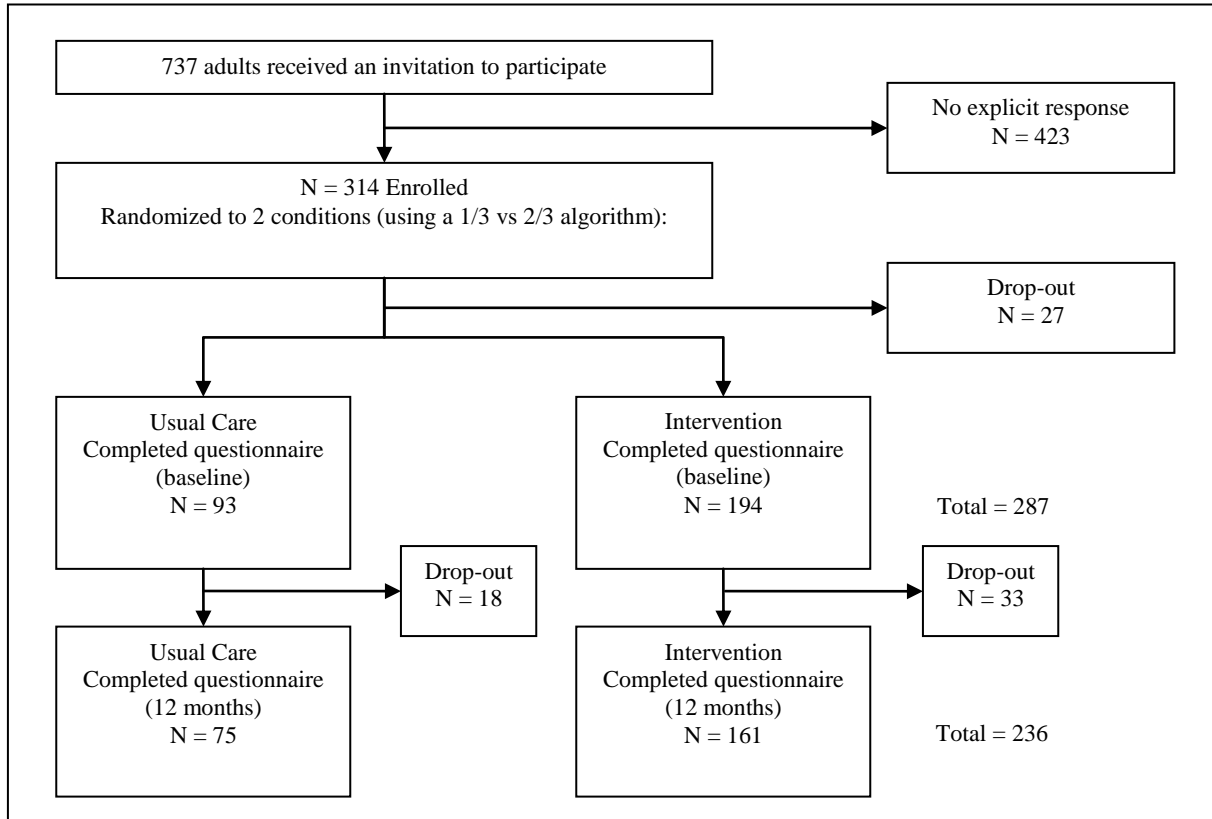 737 adults received an invitation to participate
No explicit response
N = 423
N = 314 Enrolled
Randomized to 2 conditions (using a 1/3 vs 2/3 algorithm):
Drop-out
N = 27
Usual Care
Completed questionnaire
(baseline)
N = 93
Intervention
Completed questionnaire
(baseline)
N = 194
Total = 287
Drop-out
N = 18
Drop-out
N = 33
Usual Care
Completed questionnaire
(12 months)
N = 75
Intervention
Completed questionnaire
(12 months)
N = 161
Total = 236